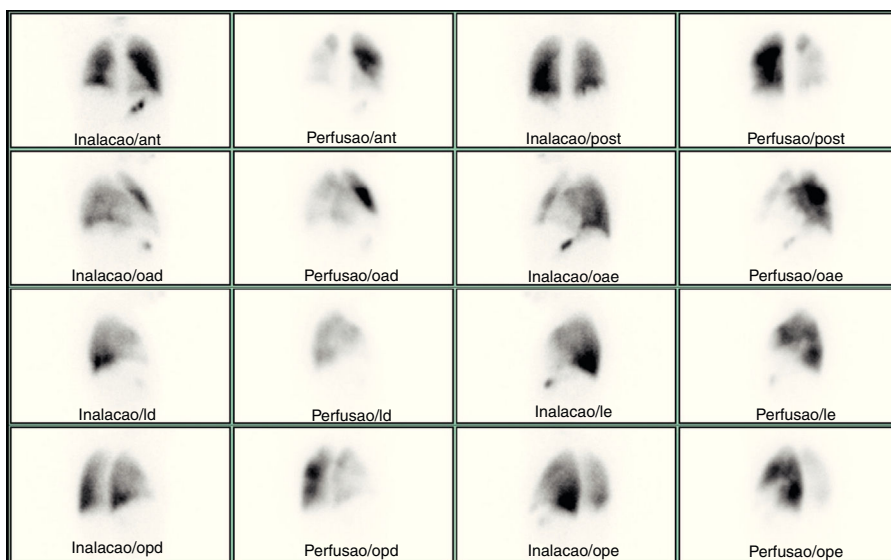 Inalacao/ant
Perfusao/ant
Inalacao/post
Perfusao/post
Inalacao/oad
Perfusao/oad
Inalacao/oae
Perfusao/oae
Inalacao/ld
Perfusao/ld
Inalacao/le
Perfusao/le
Inalacao/opd
Perfusao/opd
Inalacao/ope
Perfusao/ope